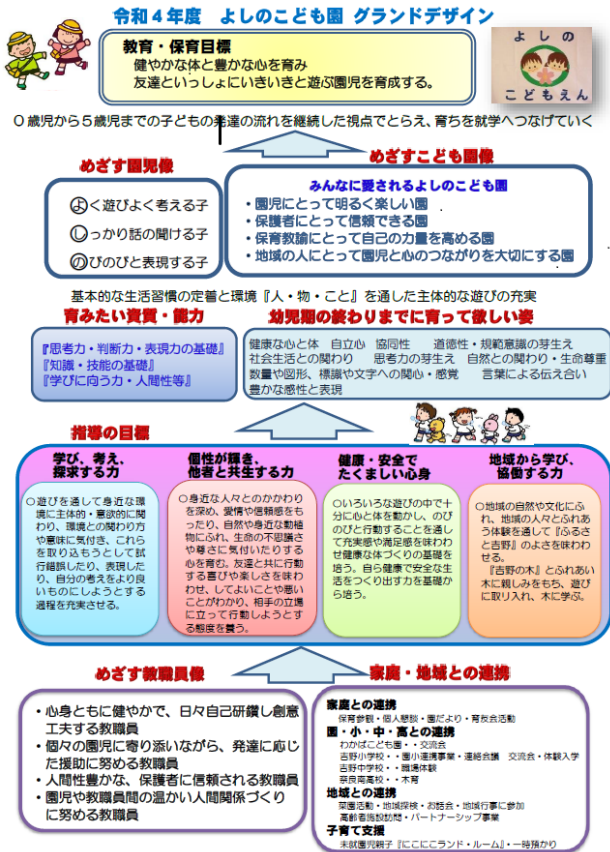 令和4年度　よしのこども園 グランドデザイン
教育・保育目標
健やかな体と豊かな心を育み
友達といっしょにいきいきと遊ぶ園児を育成する。
よしの
こどもえん
０歳児から５歳児までの子どもの発達の流れを継続した視点でとらえ、育ちを就学へつなげていく
めざす園児像
よく遊びよく考える子
しっかり話の聞ける子
のびのびと表現する子
めざすこども園像
みんなに愛されるよしのこども園
・園児にとって明るく楽しい園
・保護者にとって信頼できる園
・保育教諭にとって自己の力量を高める園
・地域の人にとって園児と心のつながりを大切にする園
基本的な生活習慣の定着と環境『人・物・こと』を通した主体的な遊びの充実
育みたい資質・能力
『思考力・判断力・表現力の基礎』
『知識・技能の基礎』
『学びに向う力・人間性等』
幼児期の終わりまでに育って欲しい姿
健康な心と体　自立心　協同性　道徳性・規範意識の芽生え
社会生活との関わり　思考力の芽生え　自然との関わり・生命尊重
数量や図形、標識や文字への関心・感覚　言葉による伝え合い
豊かな感性と表現
指導の目標
学び、考え、
探求する力
○遊びを通して身近な環
境に主体的・意欲的に関
わり、環境との関わり方
や意味に気付き、これら
を取り込もうとして試行
錯誤したり、表現した
り、自分の考えをより良
いものにしようとする
過程を充実させる。
個性が輝き、
他者と共生する力
○身近な人々とのかかわり
を深め、愛情や信頼感をも
ったり、自然や身近な動植
物にふれ、生命の不思議さ
や尊さに気付いたりする心
を育む。友達と共に行動
する喜びや楽しさを味わ
わせ、してよいことや悪い
ことがわかり、相手の立場
に立って行動しようとす
る態度を養う。
健康・安全で
たくましい心身
○いろいろな遊びの中で十
分に心と体を動かし、のび
のびと行動することを通し
て充実感や満足感を味わわ
せ健康な体づくりの基礎を
培う。自ら健康で安全な生
活をつくり出す力を基礎か
ら培う。
地域から学び、
協働する力
○地域の自然や文化にふ
れ、地域の人々とふれあ
う体験を通して『ふるさ
と吉野』のよさを味わわ
せる。
『吉野の木』とふれあい
木に親しみをもち、遊び
に取り入れ、木に学ぶ。
めざす教職員像
・心身ともに健やかで、日々自己研鑽し創意
工夫する教職員
・個々の園児に寄り添いながら、発達に応じ
た援助に努める教職員
・人間性豊かな、保護者に信頼される教職員
・園児や教職員間の温かい人間関係づくり
に努める教職員
家庭・地域との連携
家庭との連携
保育参観・個人懇談・園だより・育友会活動
園・小・中・高との連携
わかばこども園・・交流会
吉野小学校・・園小連携事業・連絡会議　交流会・体験入学
吉野中学校・・職場体験
奈良南高校・・木育
地域との連携
菜園活動・地域探検・お話会・地域行事に参加
高齢者施設訪問・パートナーシップ事業
子育て支援
未就園児親子『にこにこランド・ルーム』・一時預かり